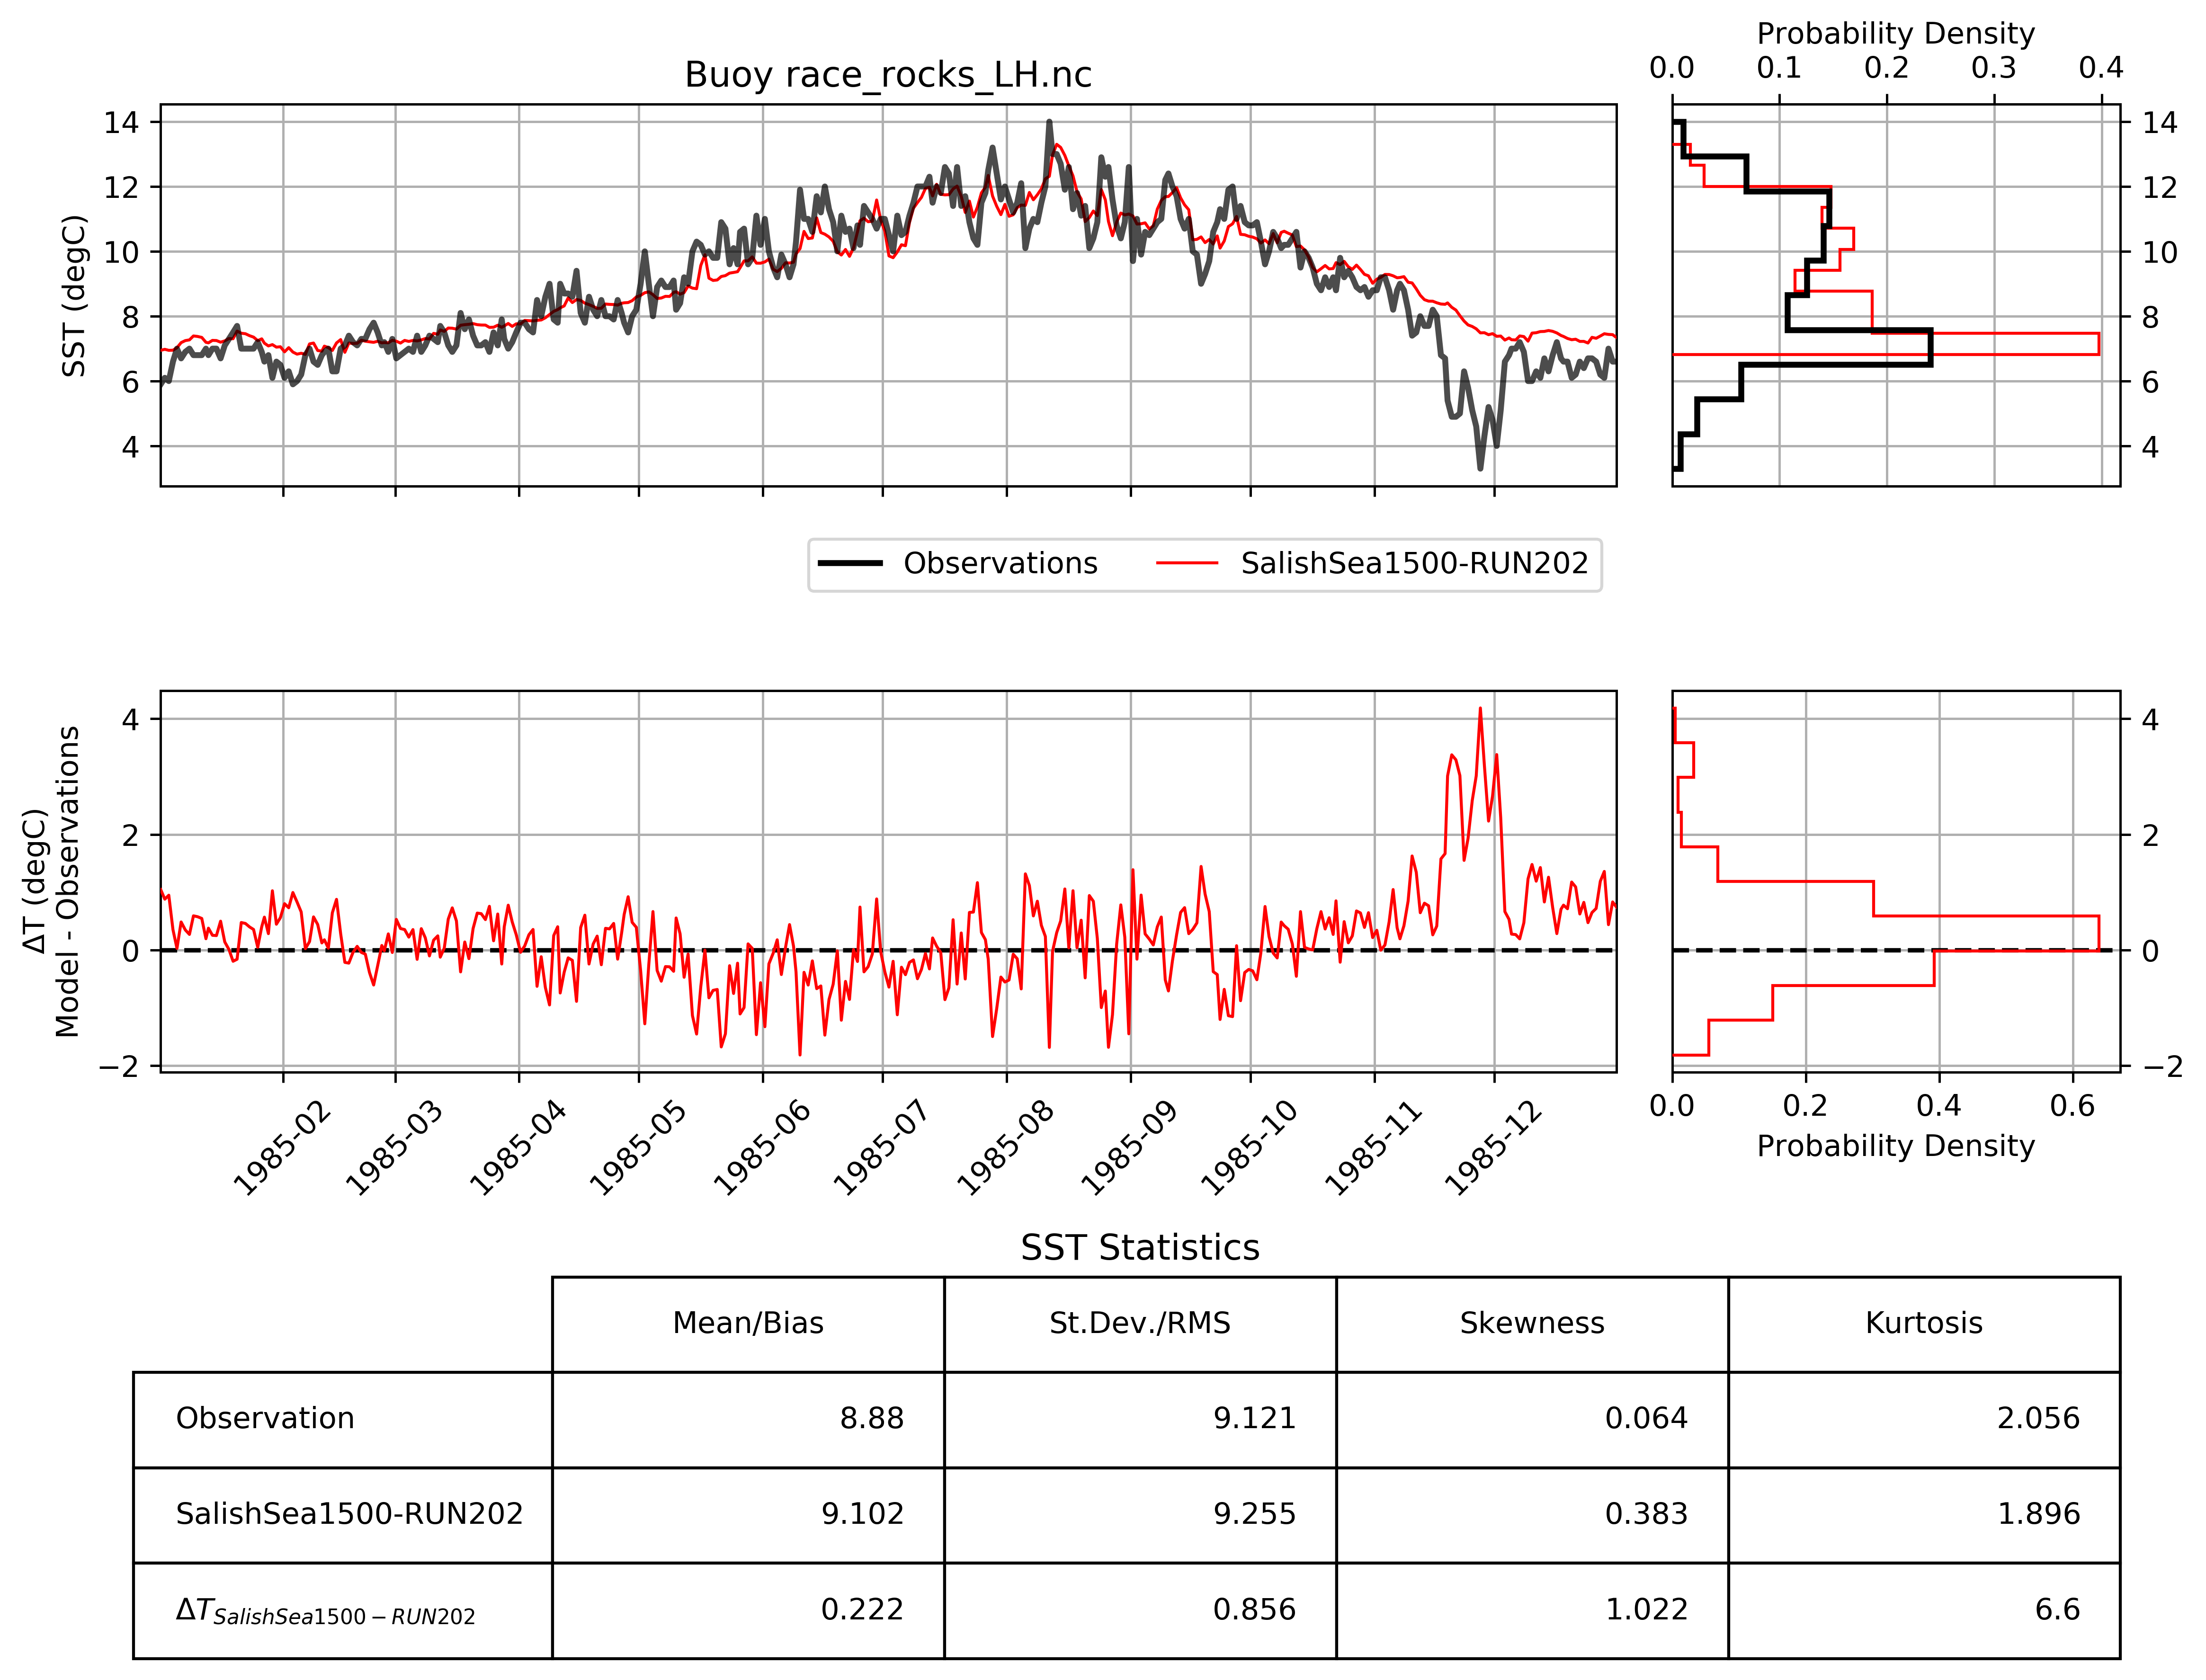 Probability Density
0.0 0.1 0.2 0.3 0.4
Buoy race_rocks_LH.nc
SST (degC)
14
12
10
8
6
4
14
12
10
8
6
4
Observations SalishSea1500-RUN202
ΔT (degC)
Model - Observations
4
2
0
−2
4
2
0
−2
1985-02 1985-03 1985-04 1985-05 1985-06 1985-07 1985-08 1985-09 1985-10 1985-11 1985-12
0.0 0.2 0.4 0.6
Probability Density
SST Statistics
Mean/Bias St.Dev./RMS Skewness Kurtosis
Observation 8.88 9.121 0.064 2.056
SalishSea1500-RUN202 9.102 9.255 0.383 1.896
ΔT SalishSea1500−RUN202 0.222 0.856 1.022 6.6